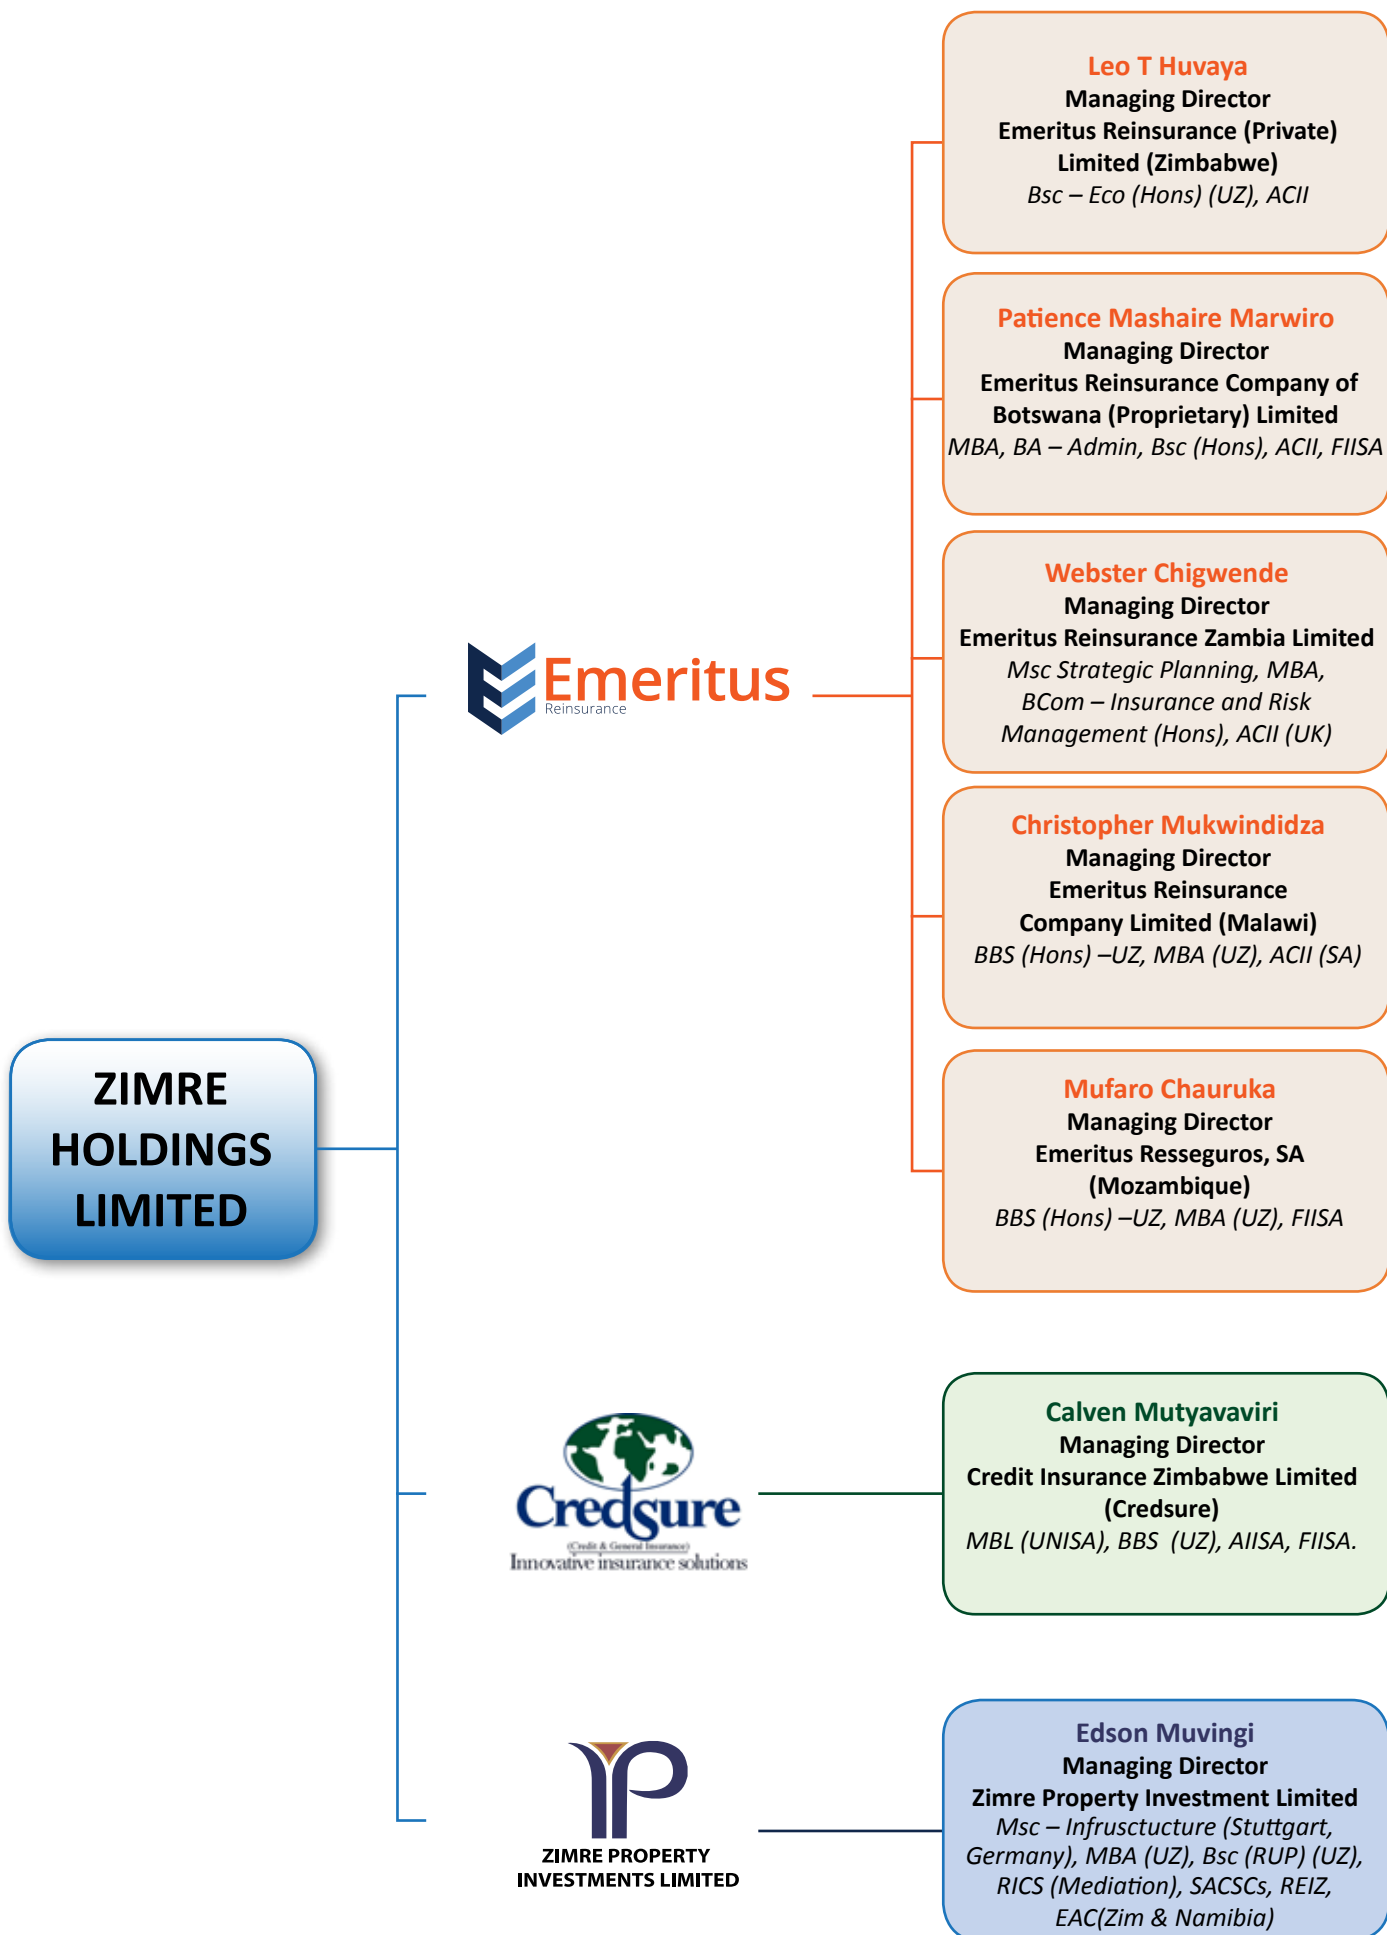 Leo T Huvaya
Managing Director
Emeritus Reinsurance (Private)
Limited (Zimbabwe)
Bsc – Eco (Hons) (UZ), ACII
Patience Mashaire Marwiro
Managing Director
Emeritus Reinsurance Company of
Botswana (Proprietary) Limited
MBA, BA – Admin, Bsc (Hons), ACII, FIISA
Webster Chigwende
Managing Director
Emeritus Reinsurance Zambia Limited
Msc Strategic Planning, MBA,
BCom – Insurance and Risk
Management (Hons), ACII (UK)
Emeritus
Reinsurance
Christopher Mukwindidza
Managing Director
Emeritus Reinsurance
Company Limited (Malawi)
BBS (Hons) –UZ, MBA (UZ), ACII (SA)
ZIMRE
HOLDINGS
LIMITED
Mufaro Chauruka
Managing Director
Emeritus Resseguros, SA
(Mozambique)
BBS (Hons) –UZ, MBA (UZ), FIISA
Credsure
(Credit & General Insurance)
Innovative insurance solutions
Calven Mutyavaviri
Managing Director
Credit Insurance Zimbabwe Limited
(Credsure)
MBL (UNISA), BBS (UZ), AIISA, FIISA.
ZIMRE PROPERTY
INVESTMENTS LIMITED
Edson Muvingi
Managing Director
Zimre Property Investment Limited
Msc – Infrusctucture (Stuttgart,
Germany), MBA (UZ), Bsc (RUP) (UZ),
RICS (Mediation), SACSCs, REIZ,
EAC(Zim & Namibia)